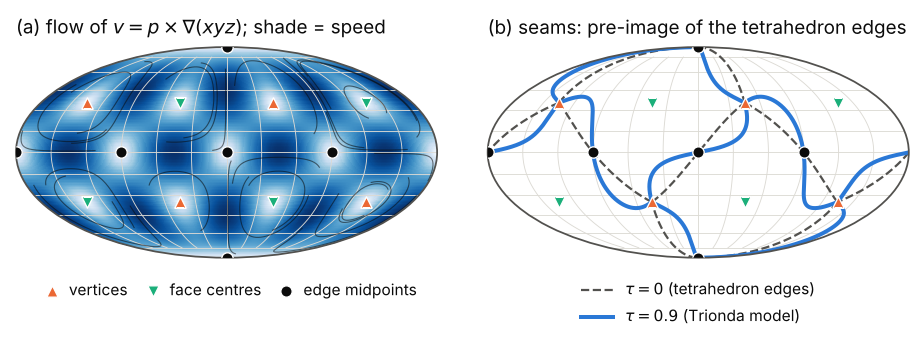 (a) flow of v = p × ∇(xyz); shade = speed
vertices
face centres
edge midpoints
(b) seams: pre-image of the tetrahedron edges
τ = 0 (tetrahedron edges)
τ = 0.9 (Trionda model)